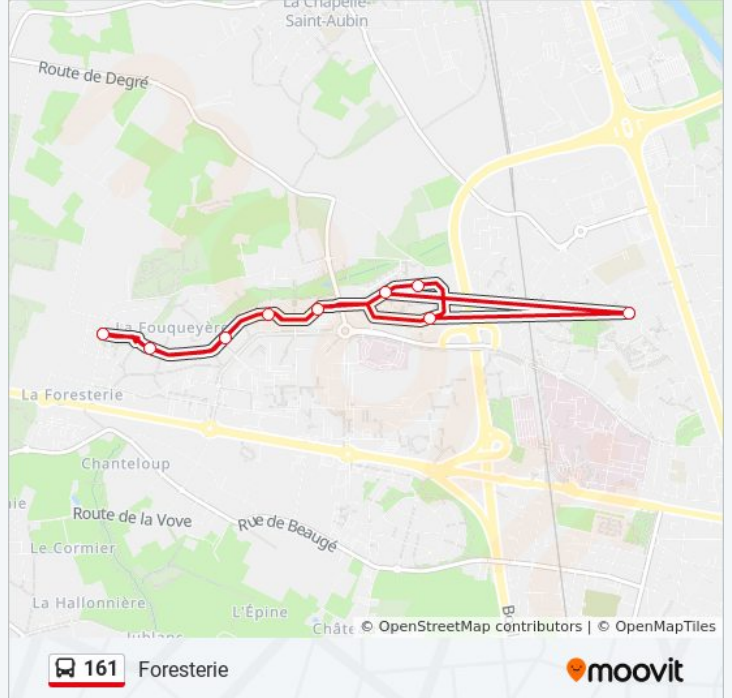 La Chapelle-
Saint-Aubin
Route de Degré
La Fouqueyère
La Foresterie
Chanteloup
Route de la Vove
Rue de Beaugé
Le Cormier
La Hallonnière
L'Épine
© OpenStreetMap contributors | © OpenMapTiles
161 Foresterie
moovit